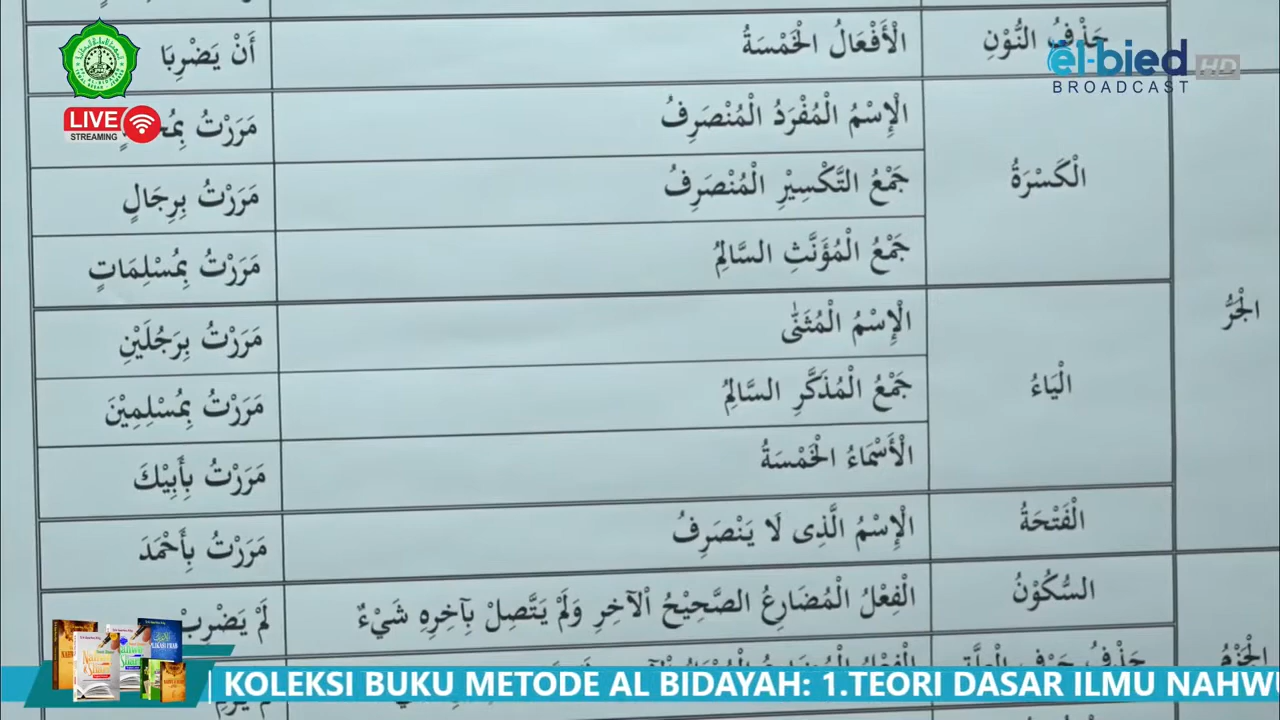 el-bied HD
BROADCAST
LIVE
STREAMING
حَذْفُ النُّوْنِ الْأَفْعَالُ الْخَمْسَةُ أَنْ يَضْرِبَا
الْجَرُّ
الْكَسْرَةُ
الْإِسْمُ الْمُفْرَدُ الْمُنْصَرِفُ مَرَرْتُ
جَمْعُ التَّكْسِيْرِ الْمُنْصَرِفُ مَرَرْتُ بِرِجَالٍ
جَمْعُ الْمُؤَنَّثِ السَّالِمُ مَرَرْتُ بِمُسْلِمَاتٍ
الْيَاءُ
الْإِسْمُ الْمُثَنَّى مَرَرْتُ بِرَجُلَيْنِ
جَمْعُ الْمُذَكَّرِ السَّالِمُ مَرَرْتُ بِمُسْلِمِيْنَ
الْأَسْمَاءُ الْخَمْسَةُ مَرَرْتُ بِأَبِيْكَ
الْفَتْحَةُ الْإِسْمُ الَّذِى لَا يَنْصَرِفُ مَرَرْتُ بِأَحْمَدَ
الْجَزْمُ
السُّكُوْنُ الْفِعْلُ الْمُضَارِعُ الصَّحِيْحُ الْآخِرِ وَلَمْ يَتَّصِلْ بِآخِرِهِ شَيْءٌ لَمْ يَضْرِبْ
KOLEKSI BUKU METODE AL BIDAYAH: 1.TEORI DASAR ILMU NAHWU